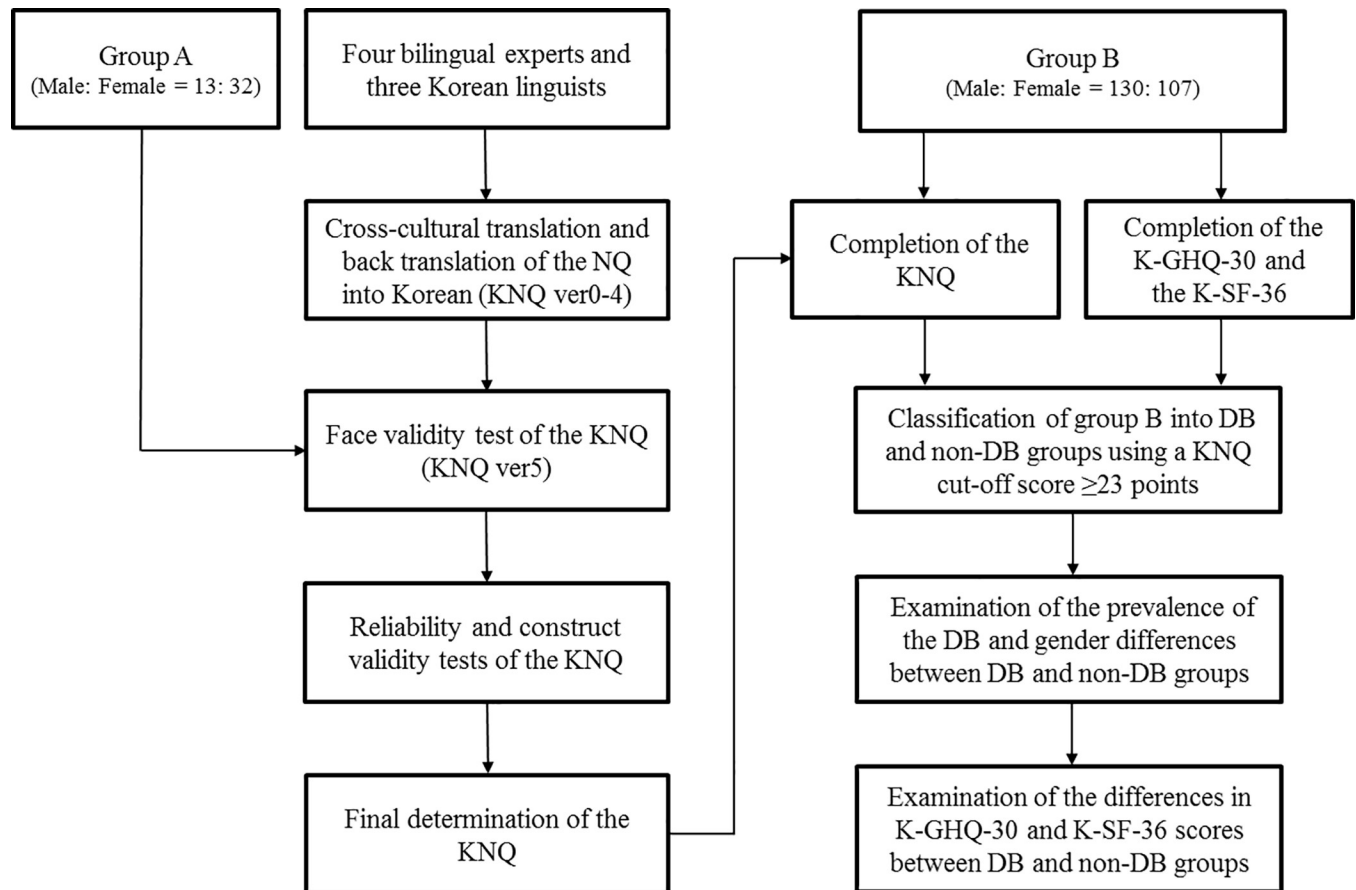 Group A
(Male: Female = 13: 32)
Four bilingual experts and
three Korean linguists
Group B
(Male: Female = 130: 107)
Cross-cultural translation and
back translation of the NQ
into Korean (KNQ ver0-4)
Completion of the
KNQ
Completion of the
K-GHQ-30 and
the K-SF-36
Face validity test of the KNQ
(KNQ ver5)
Classification of group B into DB
and non-DB groups using a KNQ
cut-off score ≥23 points
Reliability and construct
validity tests of the KNQ
Examination of the prevalence of
the DB and gender differences
between DB and non-DB groups
Final determination of the
KNQ
Examination of the differences in
K-GHQ-30 and K-SF-36 scores
between DB and non-DB groups